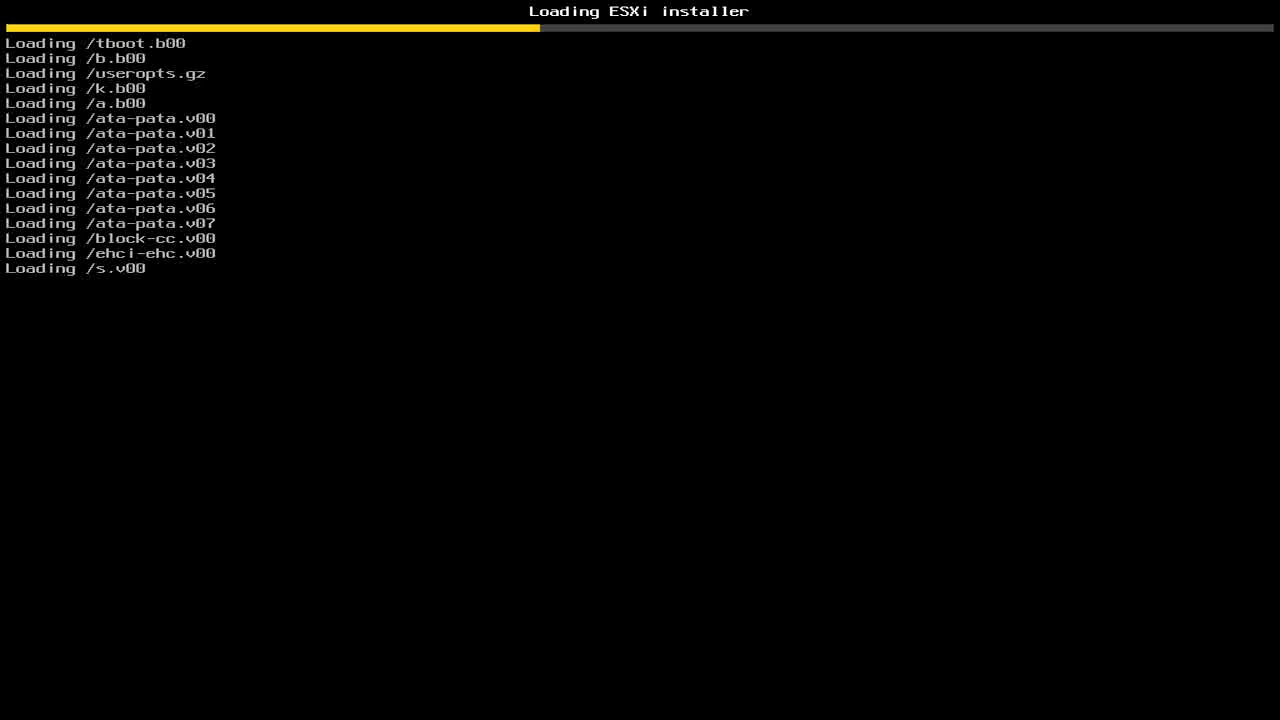 Loading ESXi installer
Loading /tboot.b00
Loading /b.b00
Loading /useropts.gz
Loading /k.b00
Loading /a.b00
Loading /ata-pata.v00
Loading /ata-pata.v01
Loading /ata-pata.v02
Loading /ata-pata.v03
Loading /ata-pata.v04
Loading /ata-pata.v05
Loading /ata-pata.v06
Loading /ata-pata.v07
Loading /block-cc.v00
Loading /ehci-ehc.v00
Loading /s.v00